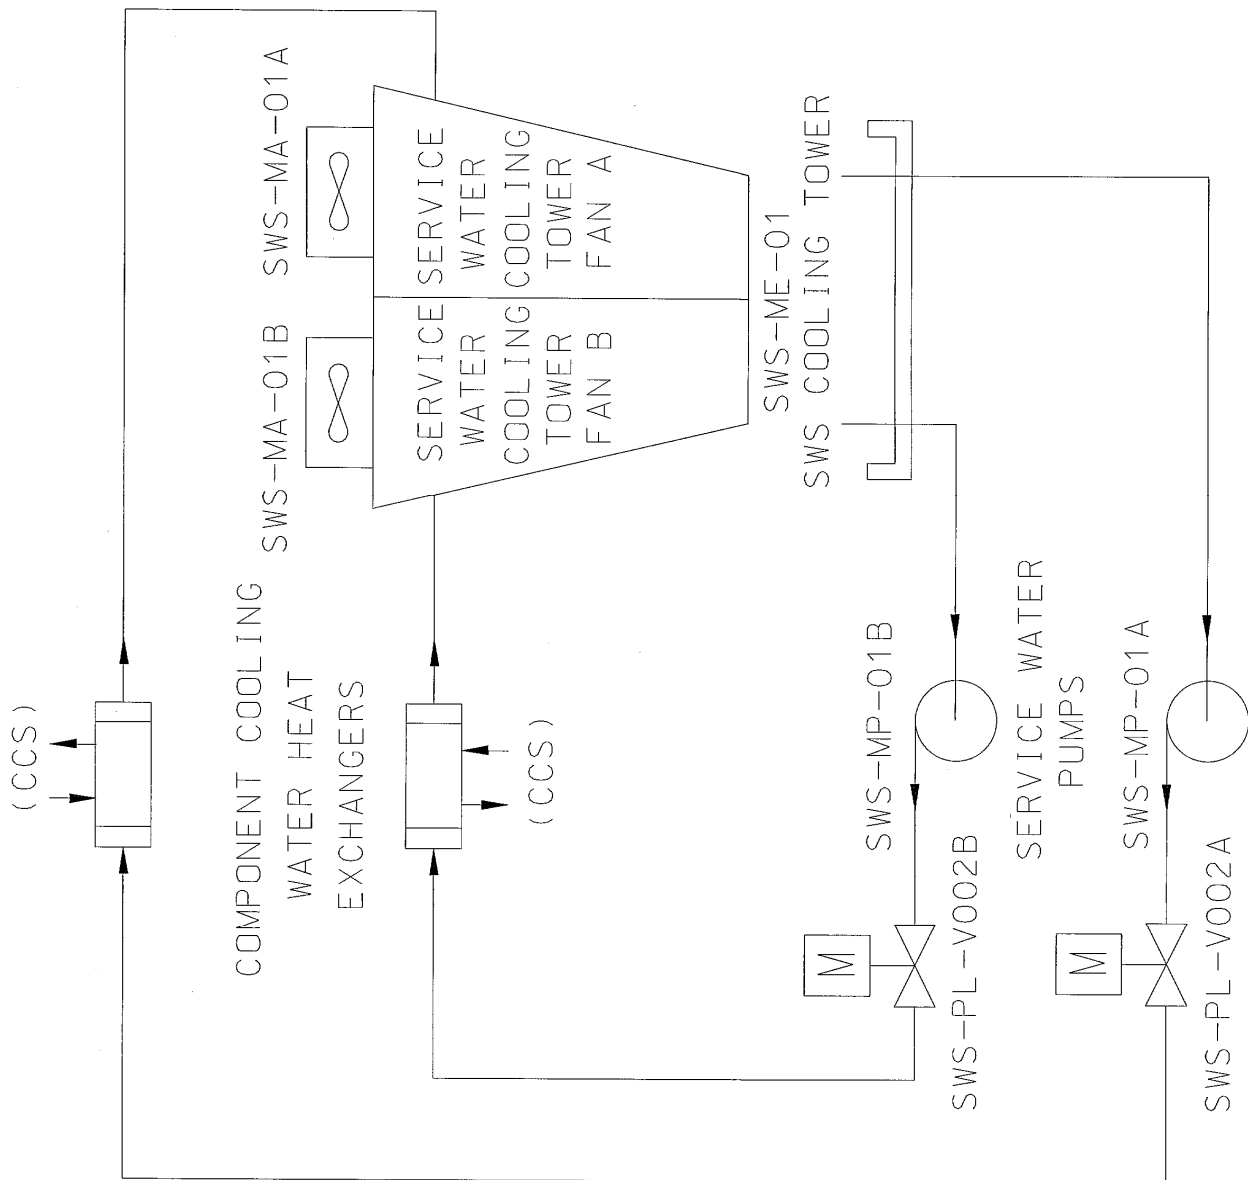 (CCS)
COMPONENT COOLING
WATER HEAT
EXCHANGERS
(CCS)
SWS-MA-01B
SWS-MA-01A
SERVICE
WATER
COOLING
TOWER
FAN B
SERVICE
WATER
COOLING
TOWER
FAN A
SWS-ME-01
SWS COOLING TOWER
M
SWS-MP-01B
SWS-PL-V002B
SERVICE WATER
PUMPS
M
SWS-MP-01A
SWS-PL-V002A